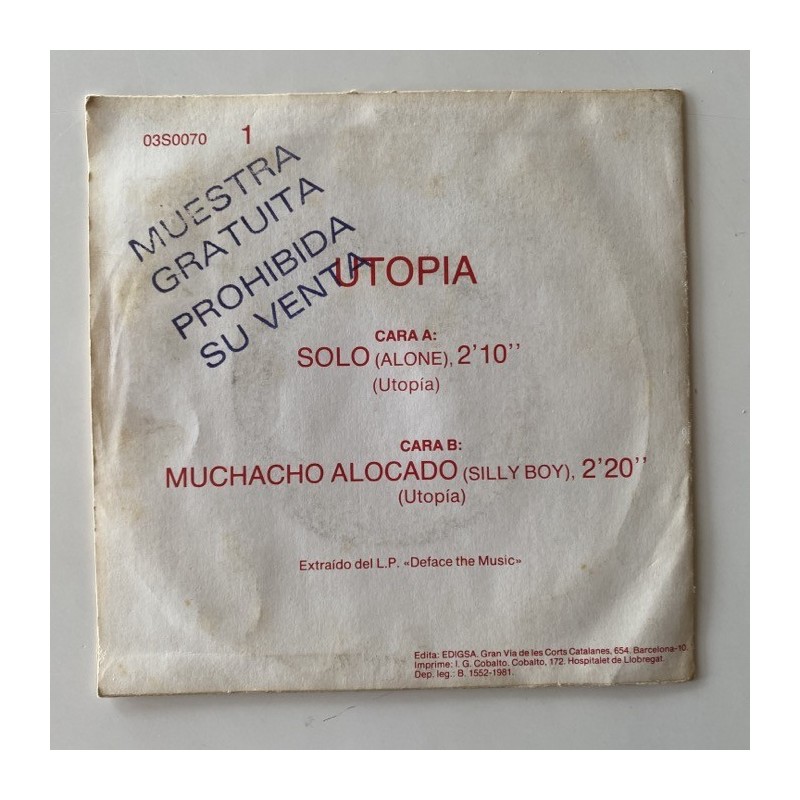 03S0070 1
MUESTRA
GRATUITA
PROHIBIDA
SU VENTA
UTOPIA
CARA A:
SOLO (ALONE), 2'10''
(Utopía)
CARA B:
MUCHACHO ALOCADO (SILLY BOY), 2'20''
(Utopía)
Extraído del L.P. «Deface the Music»
Edita: EDIGSA. Gran Via de les Corts Catalanes, 654. Barcelona-10.
Imprime: I. G. Cobalto. Cobalto, 172. Hospitalet de Llobregat.
Dep. leg.: B. 1552-1981.